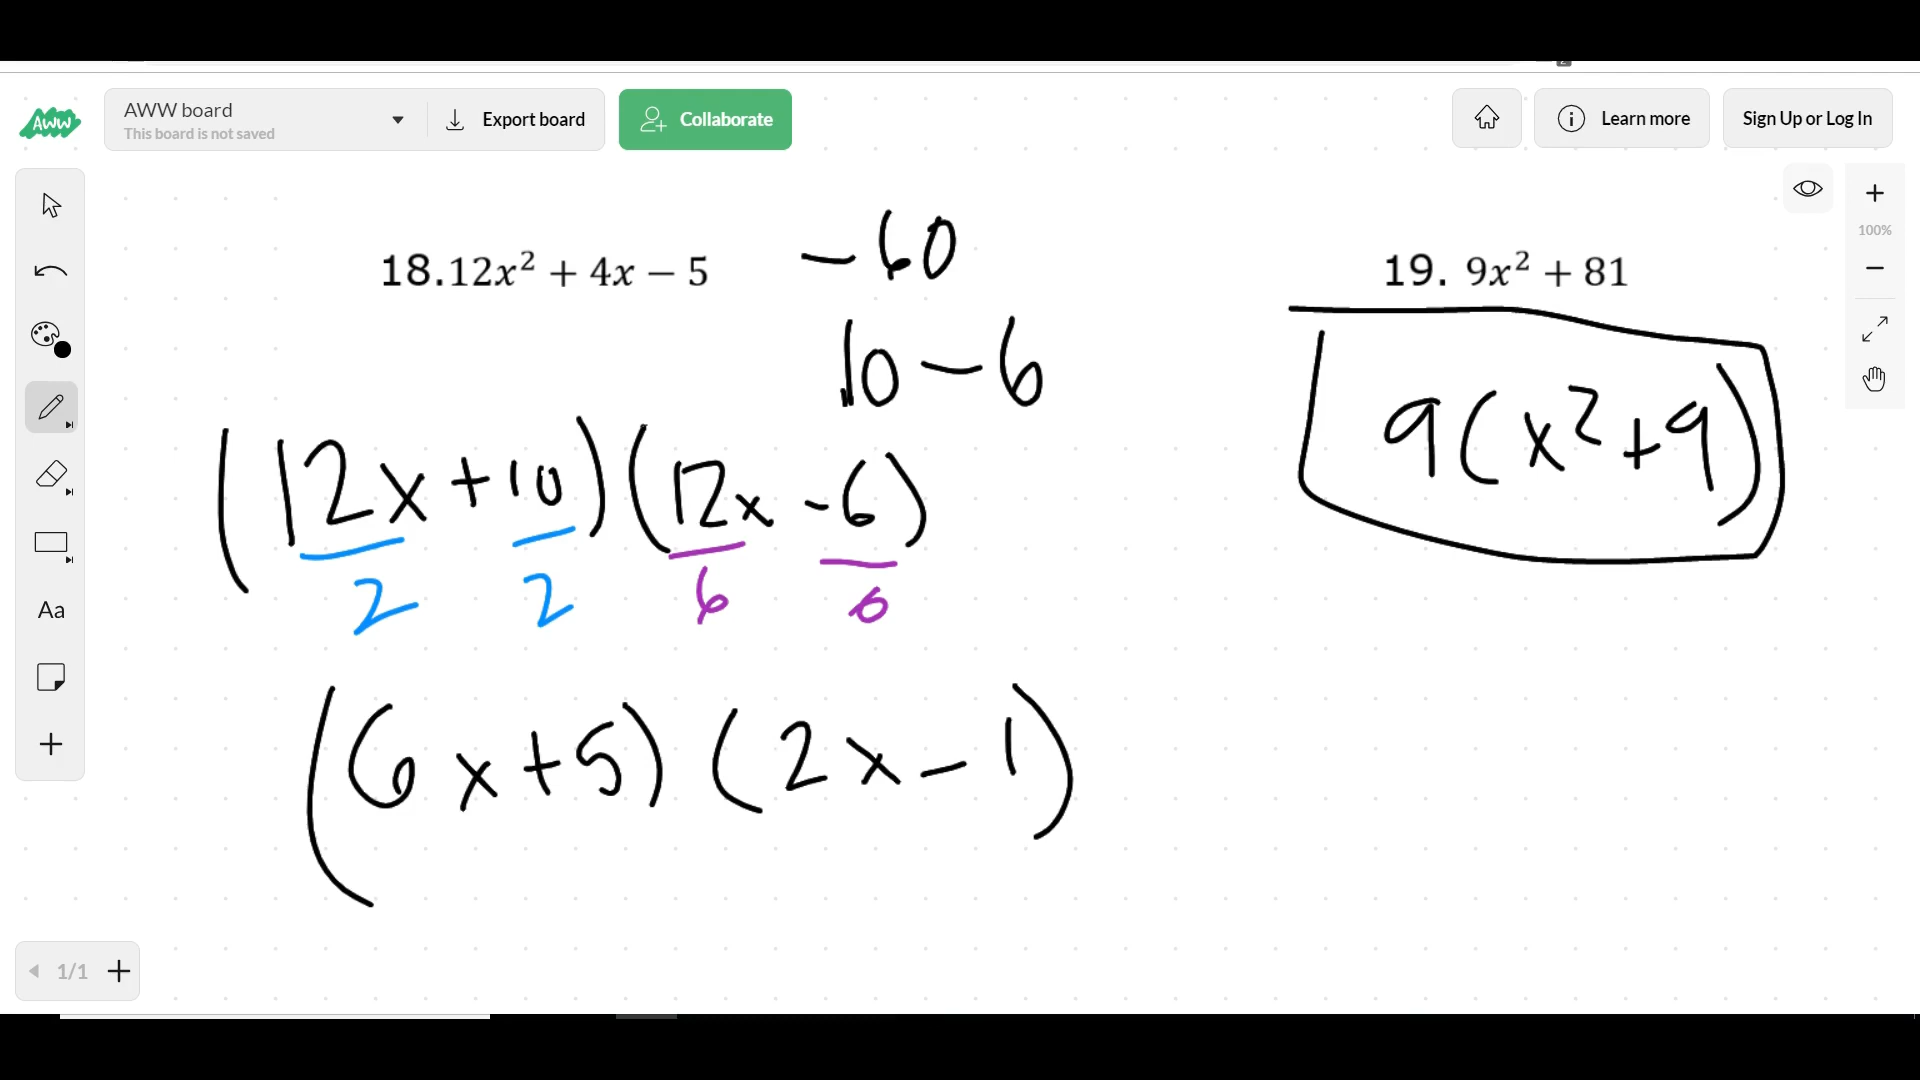 AWW
AWW board
This board is not saved
Export board
Collaborate
Learn more
Sign Up or Log In
100%
18. 12x² + 4x − 5
− 60
10 − 6
(12x + 10) (12x − 6)
2 2 6 6
(6x + 5) (2x − 1)
19. 9x² + 81
9(x² + 9)
Aa
1/1